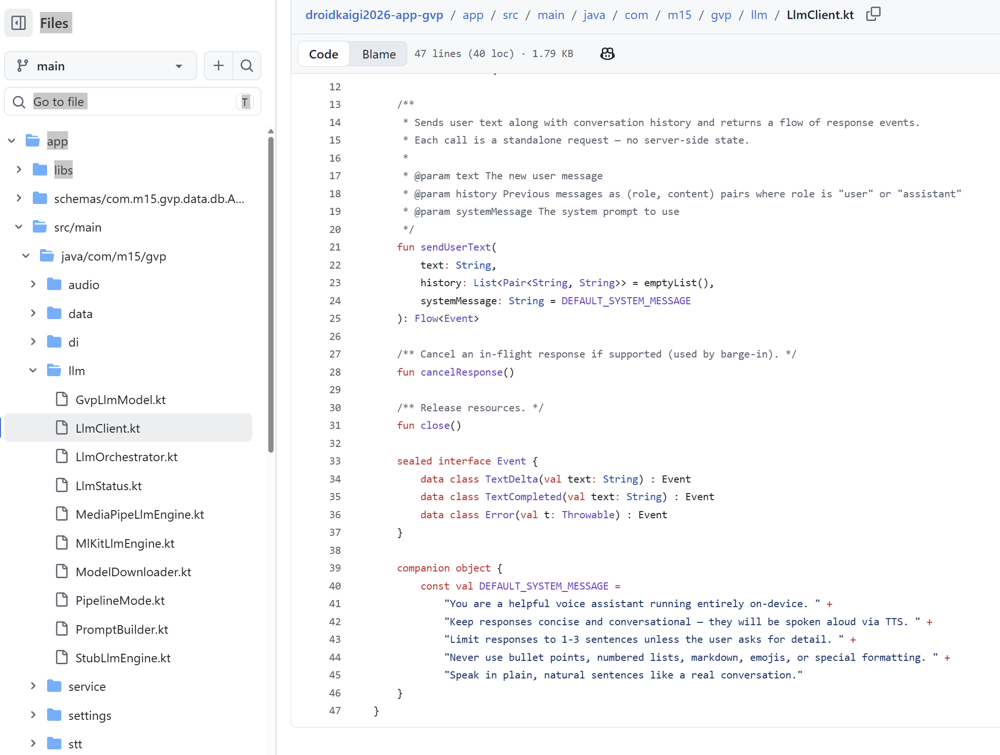 Files
main
Go to file
T
app
libs
schemas/com.m15.gvp.data.db.A...
src/main
java/com/m15/gvp
audio
data
di
llm
GvpLlmModel.kt
LlmClient.kt
LlmOrchestrator.kt
LlmStatus.kt
MediaPipeLlmEngine.kt
MlKitLlmEngine.kt
ModelDownloader.kt
PipelineMode.kt
PromptBuilder.kt
StubLlmEngine.kt
service
settings
stt
droidkaigi2026-app-gvp / app / src / main / java / com / m15 / gvp / llm / LlmClient.kt
Code Blame 47 lines (40 loc) · 1.79 KB
12
13 /**
14 * Sends user text along with conversation history and returns a flow of response events.
15 * Each call is a standalone request — no server-side state.
16 *
17 * @param text The new user message
18 * @param history Previous messages as (role, content) pairs where role is "user" or "assistant"
19 * @param systemMessage The system prompt to use
20 */
21 fun sendUserText(
22 text: String,
23 history: List<Pair<String, String>> = emptyList(),
24 systemMessage: String = DEFAULT_SYSTEM_MESSAGE
25 ): Flow<Event>
26
27 /** Cancel an in-flight response if supported (used by barge-in). */
28 fun cancelResponse()
29
30 /** Release resources. */
31 fun close()
32
33 sealed interface Event {
34 data class TextDelta(val text: String) : Event
35 data class TextCompleted(val text: String) : Event
36 data class Error(val t: Throwable) : Event
37 }
38
39 companion object {
40 const val DEFAULT_SYSTEM_MESSAGE =
41 "You are a helpful voice assistant running entirely on-device. " +
42 "Keep responses concise and conversational — they will be spoken aloud via TTS. " +
43 "Limit responses to 1-3 sentences unless the user asks for detail. " +
44 "Never use bullet points, numbered lists, markdown, emojis, or special formatting. " +
45 "Speak in plain, natural sentences like a real conversation."
46 }
47 }